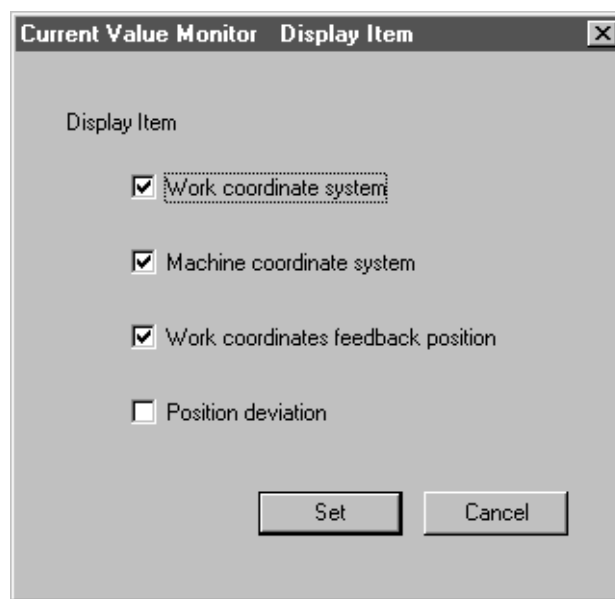 Current Value Monitor Display Item
Display Item
Work coordinate system
Machine coordinate system
Work coordinates feedback position
Position deviation
Set Cancel